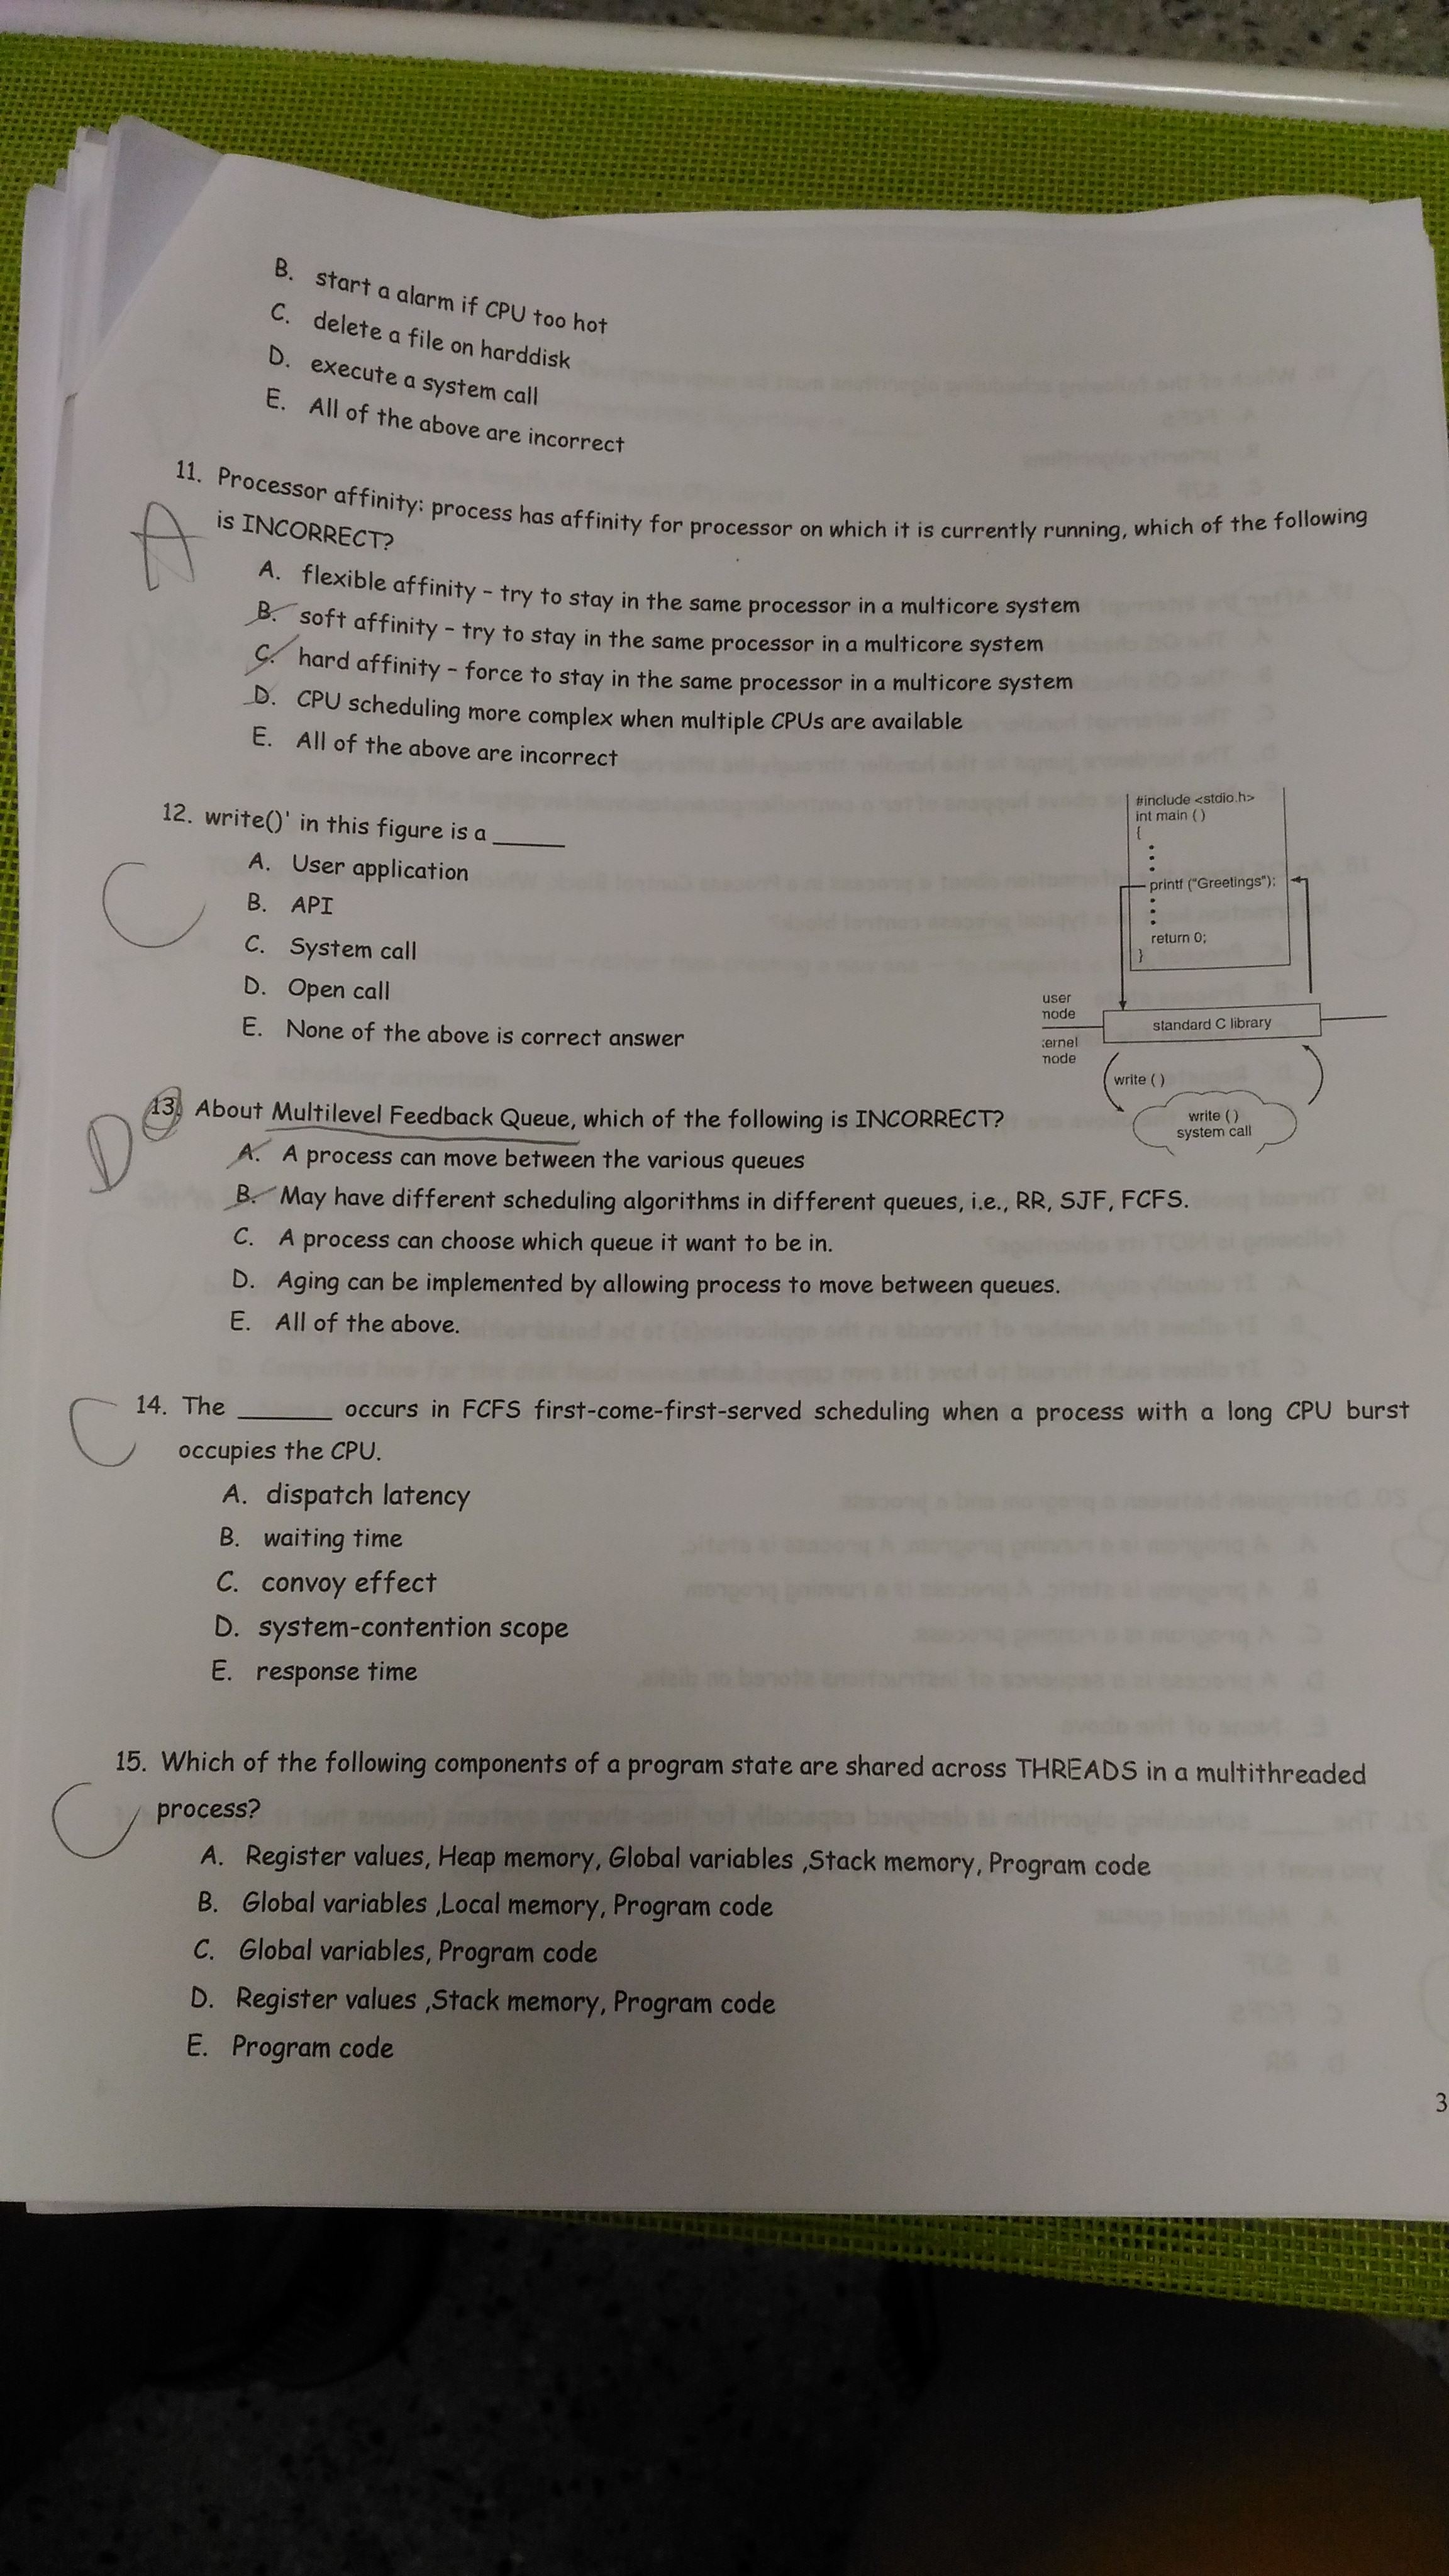 B. start a alarm if CPU too hot
C. delete a file on harddisk
D. execute a system call
E. All of the above are incorrect
11. Processor affinity: process has affinity for processor on which it is currently running, which of the following
is INCORRECT?
A
A. flexible affinity - try to stay in the same processor in a multicore system
B. soft affinity - try to stay in the same processor in a multicore system
C. hard affinity - force to stay in the same processor in a multicore system
D. CPU scheduling more complex when multiple CPUs are available
E. All of the above are incorrect
12. write()' in this figure is a _____
C
A. User application
B. API
C. System call
D. Open call
E. None of the above is correct answer
#include <stdio.h>
int main ( )
{
printf ("Greetings");
return 0;
}
user
node
standard C library
ernel
node
write ( )
write ( )
system call
D
13. About Multilevel Feedback Queue, which of the following is INCORRECT?
A. A process can move between the various queues
B. May have different scheduling algorithms in different queues, i.e., RR, SJF, FCFS.
C. A process can choose which queue it want to be in.
D. Aging can be implemented by allowing process to move between queues.
E. All of the above.
C
14. The ______ occurs in FCFS first-come-first-served scheduling when a process with a long CPU burst
occupies the CPU.
A. dispatch latency
B. waiting time
C. convoy effect
D. system-contention scope
E. response time
15. Which of the following components of a program state are shared across THREADS in a multithreaded
C
process?
A. Register values, Heap memory, Global variables ,Stack memory, Program code
B. Global variables ,Local memory, Program code
C. Global variables, Program code
D. Register values ,Stack memory, Program code
E. Program code
3